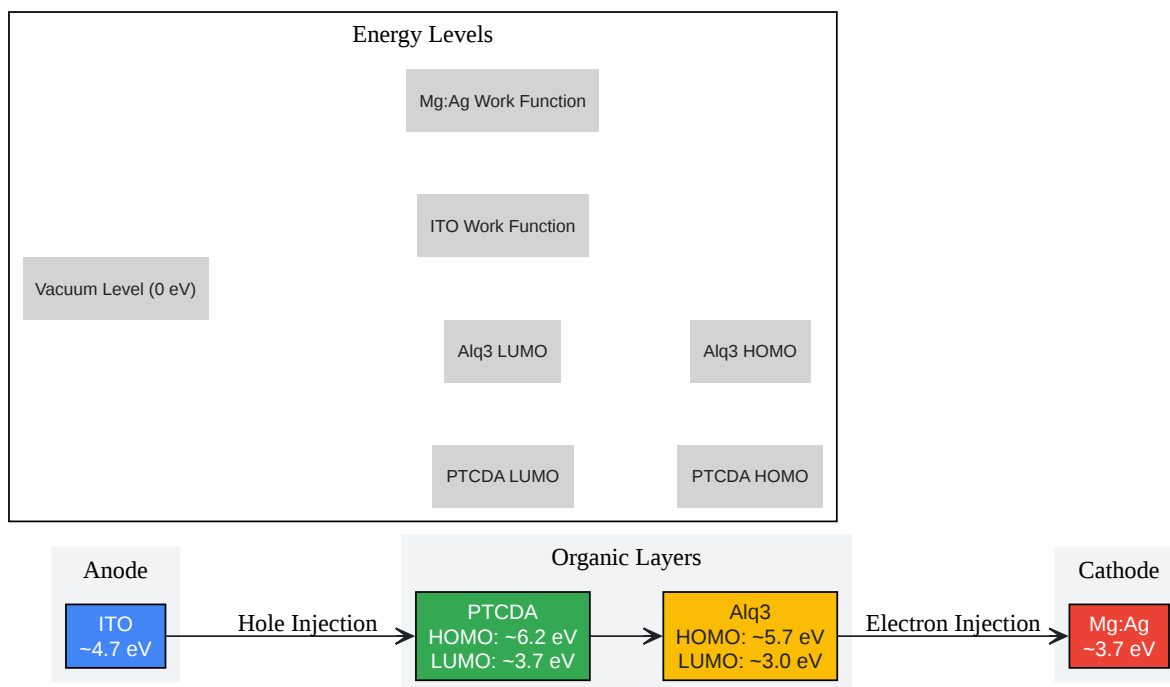 Energy Levels
Mg:Ag Work Function
ITO Work Function
Vacuum Level (0 eV)
Alq3 LUMO
Alq3 HOMO
PTCDA LUMO
PTCDA HOMO
Anode
ITO
~4.7 eV
Hole Injection
Organic Layers
PTCDA
HOMO: ~6.2 eV
LUMO: ~3.7 eV
Alq3
HOMO: ~5.7 eV
LUMO: ~3.0 eV
Electron Injection
Cathode
Mg:Ag
~3.7 eV